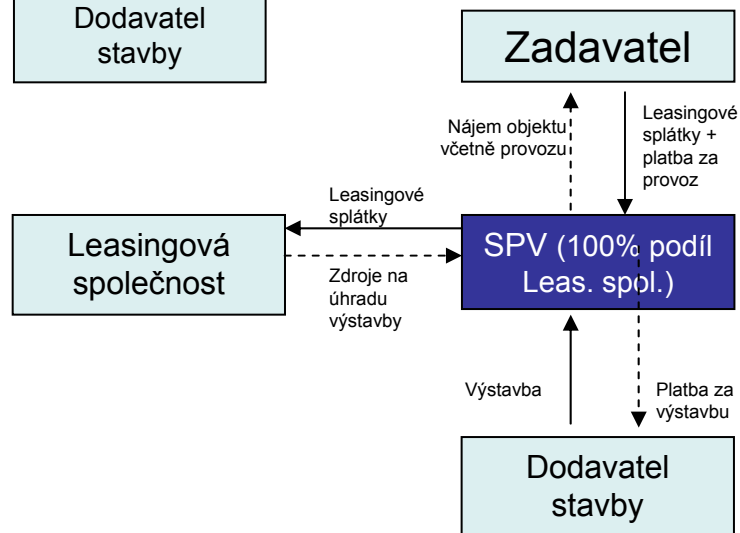 Dodavatel
stavby
Zadavatel
Nájem objektu
včetně provozu
Leasingové
splátky +
platba za
provoz
Leasingové
splátky
Leasingová
společnost
SPV (100% podíl
Leas. spol.)
Zdroje na
úhradu
výstavby
Výstavba
Platba za
výstavbu
Dodavatel
stavby